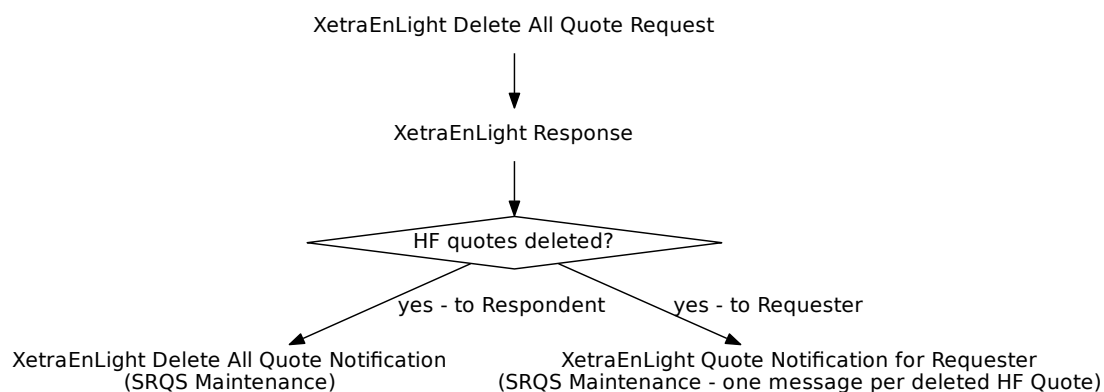 XetraEnLight Delete All Quote Request
XetraEnLight Response
HF quotes deleted?
yes - to Respondent
yes - to Requester
XetraEnLight Delete All Quote Notification
(SRQS Maintenance)
XetraEnLight Quote Notification for Requester
(SRQS Maintenance - one message per deleted HF Quote)